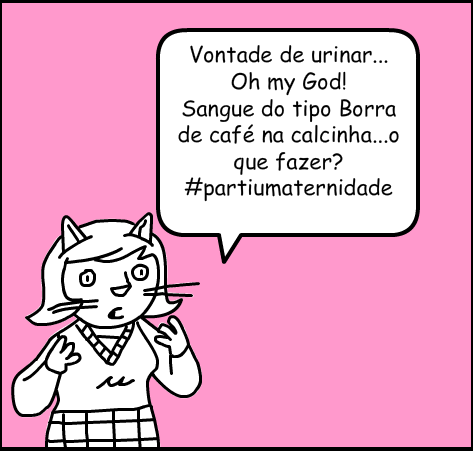 Vontade de urinar...
Oh my God!
Sangue do tipo Borra
de café na calcinha...o
que fazer?
#partiumaternidade